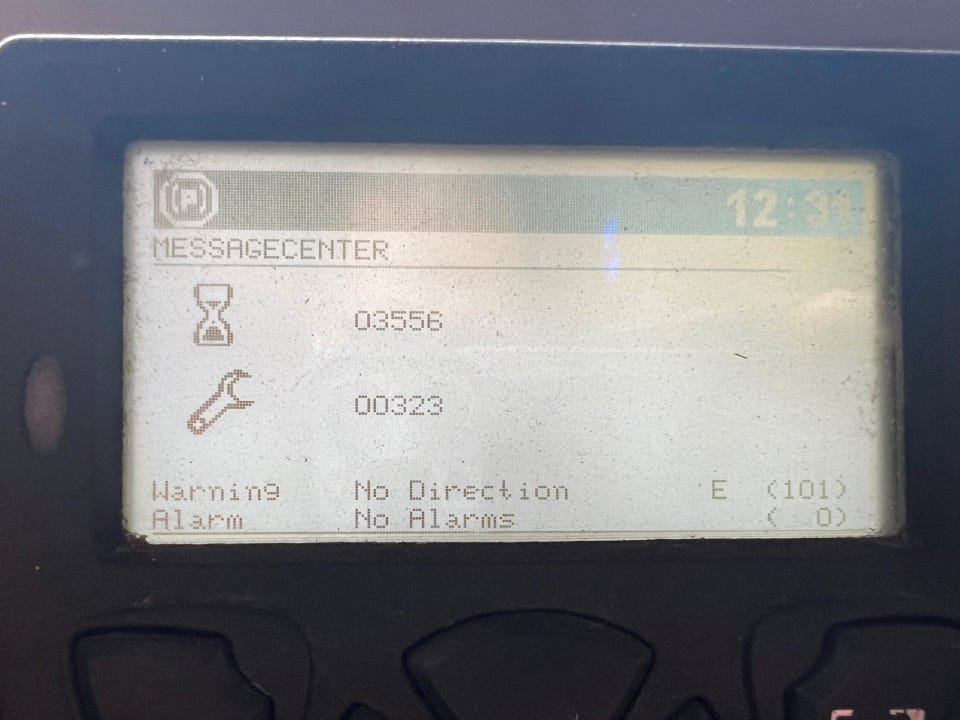 (P) 12:31
MESSAGECENTER
03556
00323
Warning No Direction E (101)
Alarm No Alarms ( 0)